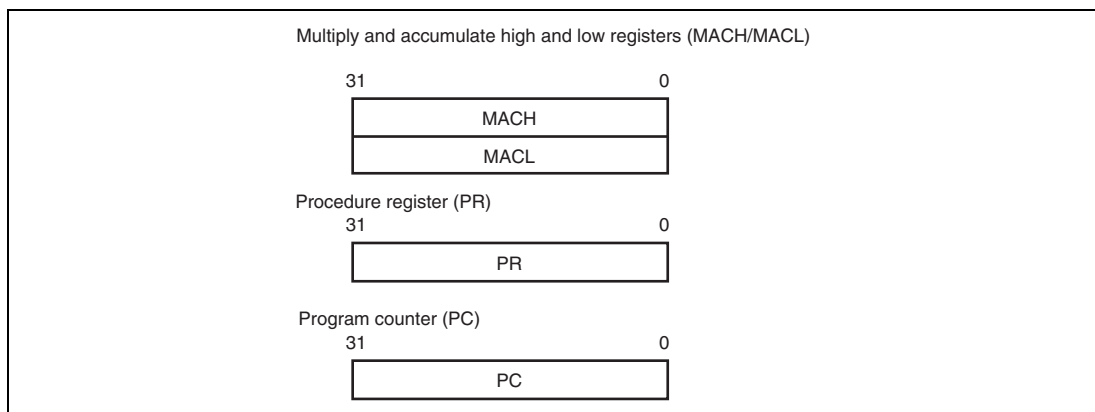 Multiply and accumulate high and low registers (MACH/MACL)
31 0
MACH
MACL
Procedure register (PR)
31 0
PR
Program counter (PC)
31 0
PC